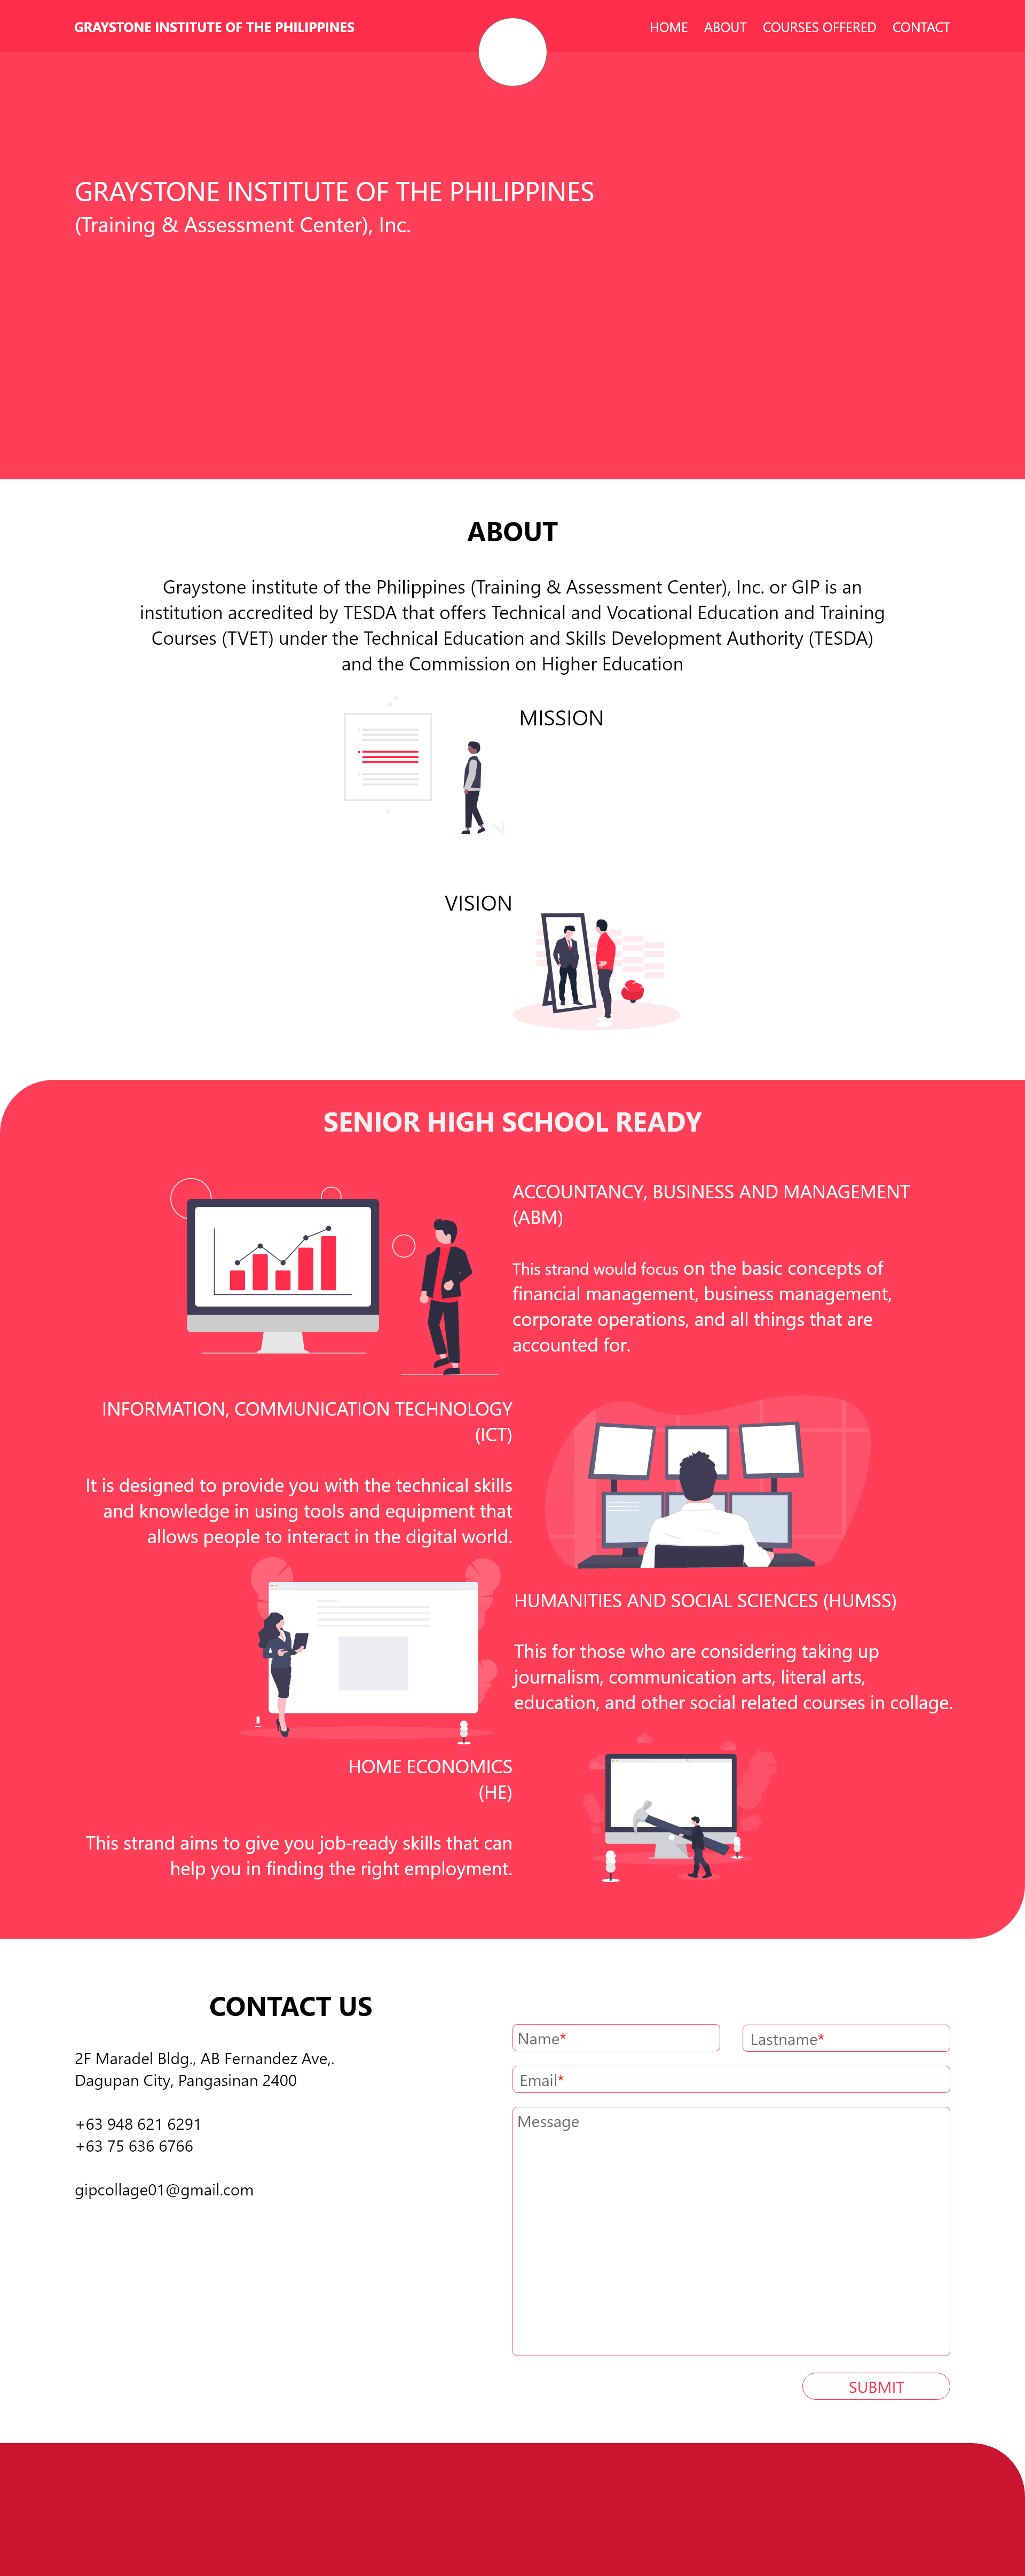 GRAYSTONE INSTITUTE OF THE PHILIPPINES
HOME ABOUT COURSES OFFERED CONTACT
GRAYSTONE INSTITUTE OF THE PHILIPPINES
(Training & Assessment Center), Inc.
ABOUT
Graystone institute of the Philippines (Training & Assessment Center), Inc. or GIP is an
institution accredited by TESDA that offers Technical and Vocational Education and Training
Courses (TVET) under the Technical Education and Skills Development Authority (TESDA)
and the Commission on Higher Education
MISSION
VISION
SENIOR HIGH SCHOOL READY
ACCOUNTANCY, BUSINESS AND MANAGEMENT
(ABM)
This strand would focus on the basic concepts of
financial management, business management,
corporate operations, and all things that are
accounted for.
INFORMATION, COMMUNICATION TECHNOLOGY
(ICT)
It is designed to provide you with the technical skills
and knowledge in using tools and equipment that
allows people to interact in the digital world.
HUMANITIES AND SOCIAL SCIENCES (HUMSS)
This for those who are considering taking up
journalism, communication arts, literal arts,
education, and other social related courses in collage.
HOME ECONOMICS
(HE)
This strand aims to give you job-ready skills that can
help you in finding the right employment.
CONTACT US
2F Maradel Bldg., AB Fernandez Ave,.
Dagupan City, Pangasinan 2400
+63 948 621 6291
+63 75 636 6766
gipcollage01@gmail.com
Name*
Lastname*
Email*
Message
SUBMIT